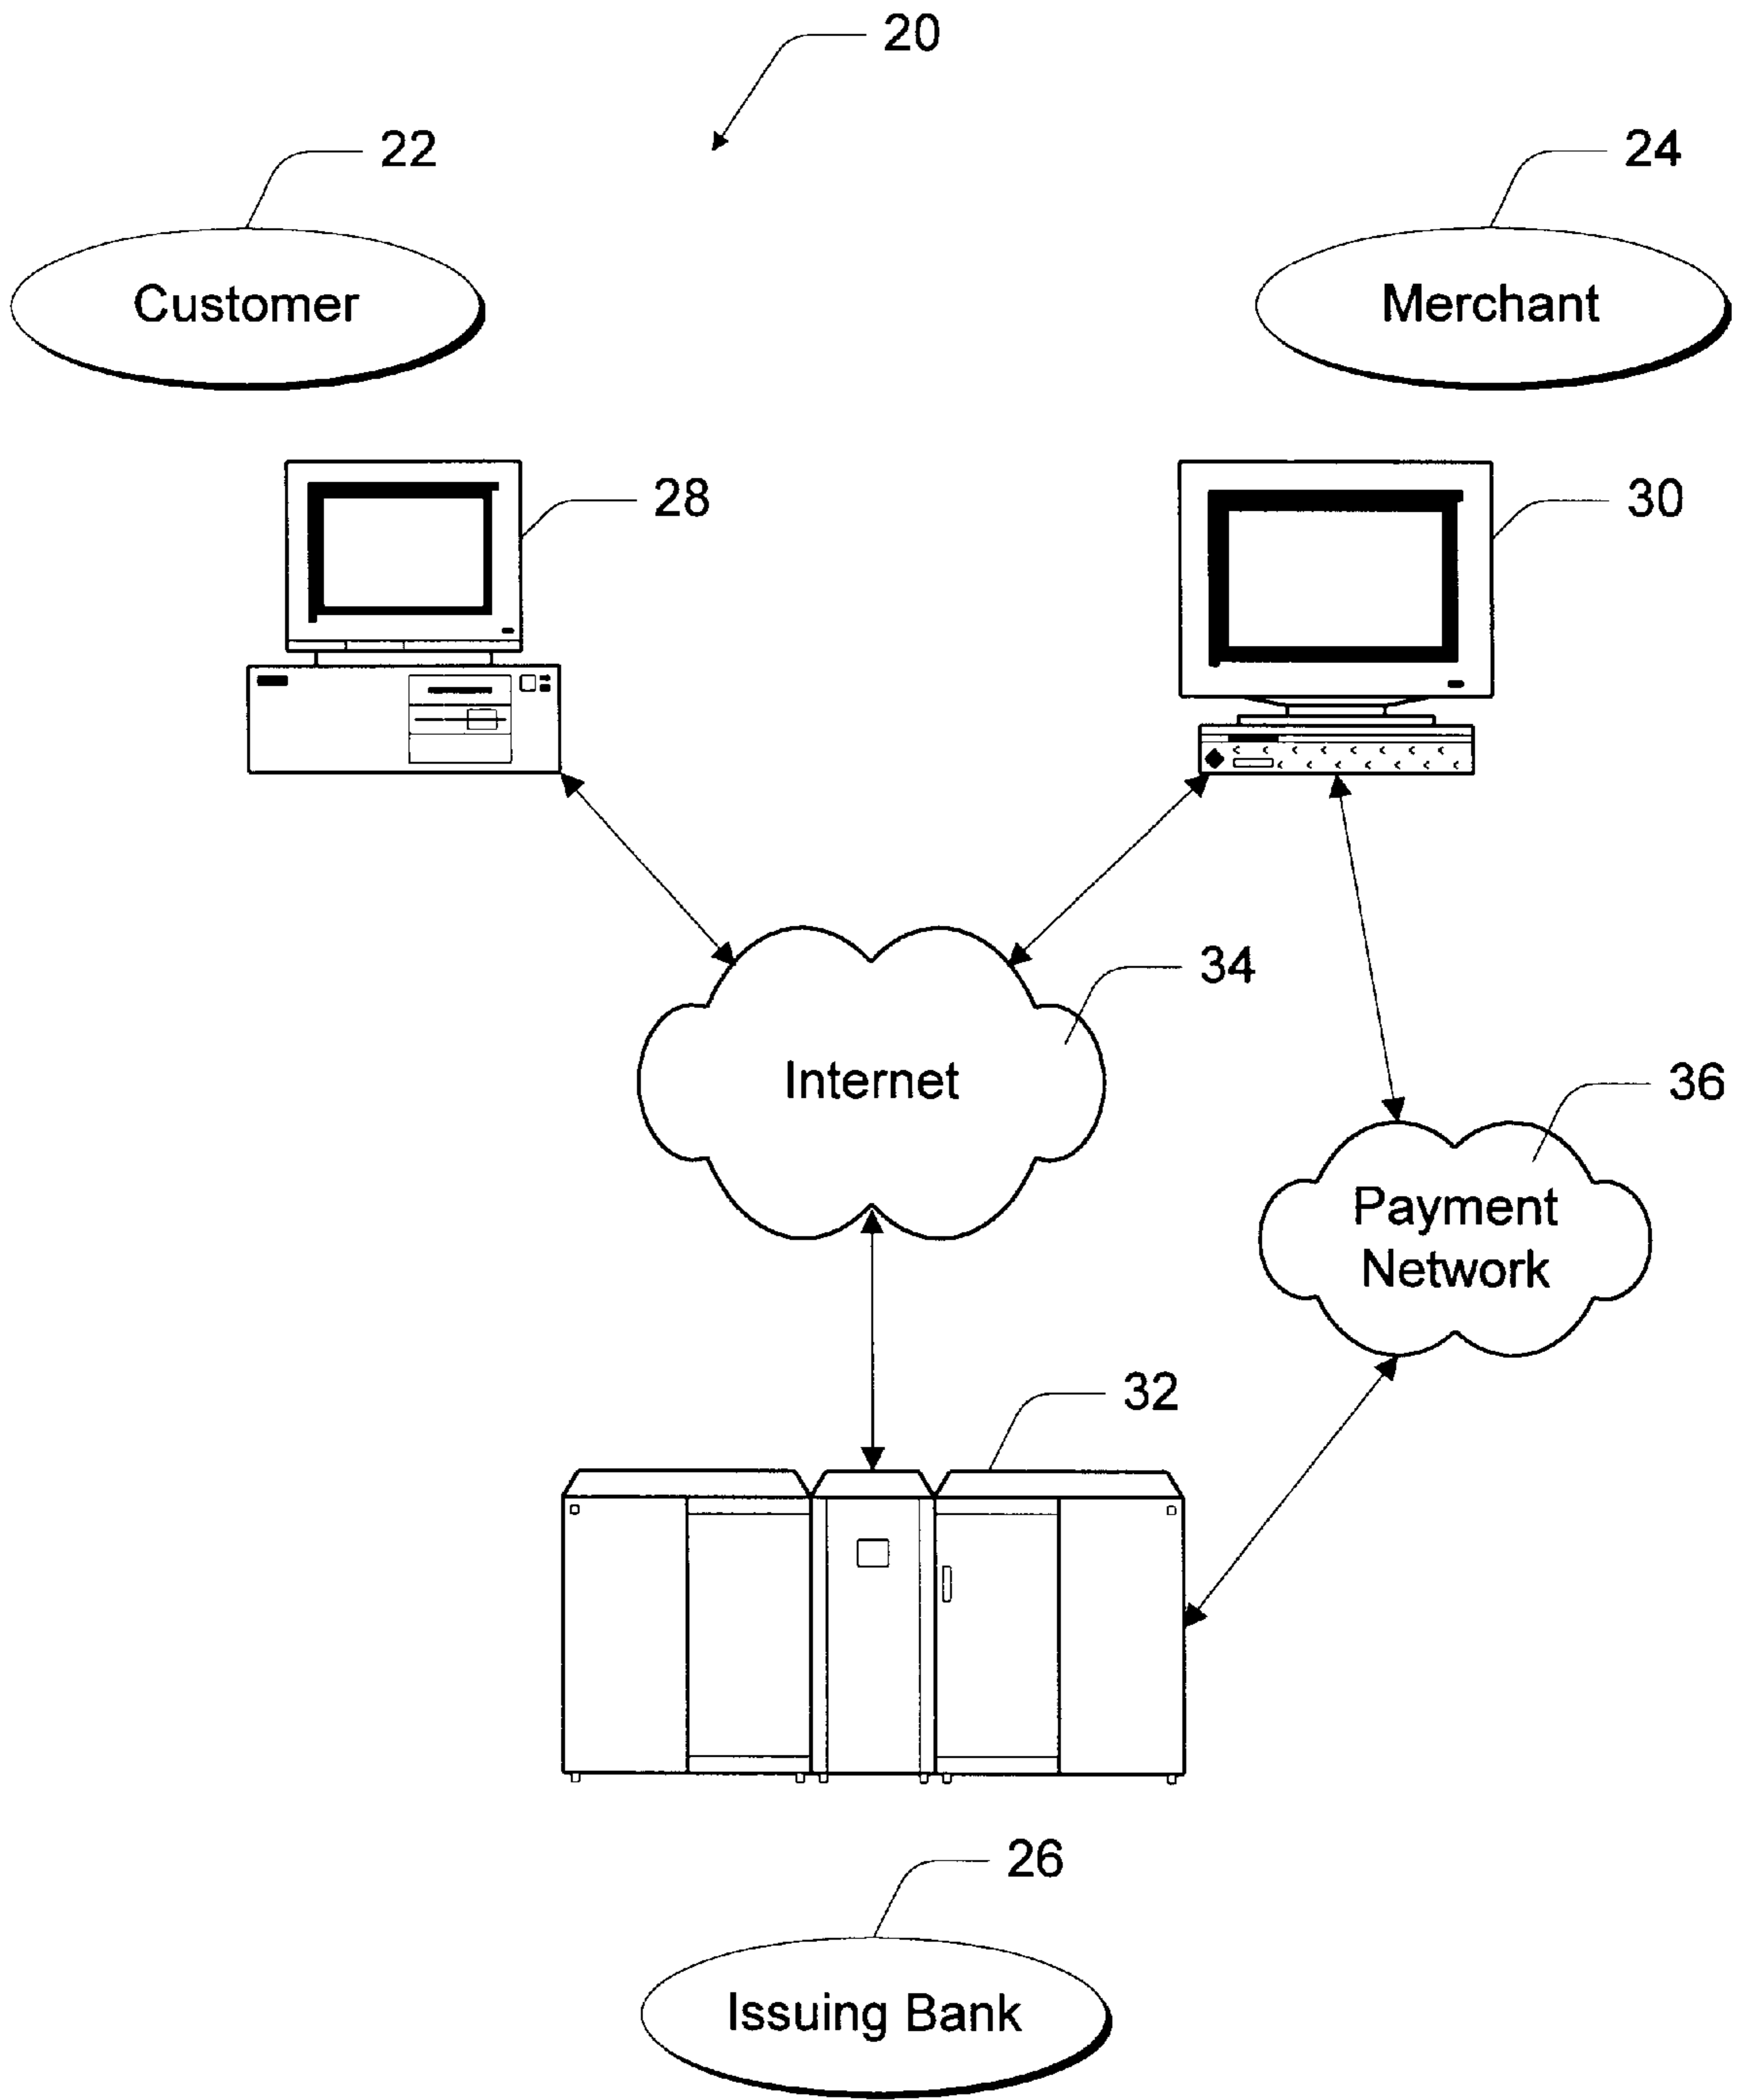 20
22
24
Customer
Merchant
28
30
34
Internet
36
Payment
Network
32
26
Issuing Bank